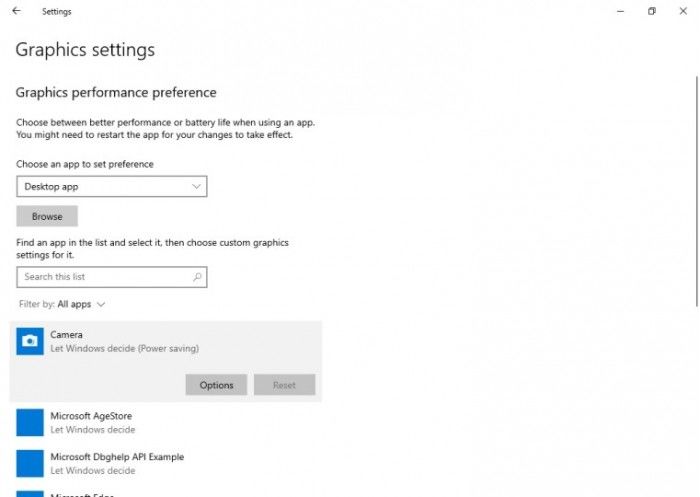 Settings
Graphics settings
Graphics performance preference
Choose between better performance or battery life when using an app.
You might need to restart the app for your changes to take effect.
Choose an app to set preference
Desktop app
Browse
Find an app in the list and select it, then choose custom graphics
settings for it.
Search this list
Filter by: All apps
Camera
Let Windows decide (Power saving)
Options Reset
Microsoft AgeStore
Let Windows decide
Microsoft Dbghelp API Example
Let Windows decide
Microsoft Edge